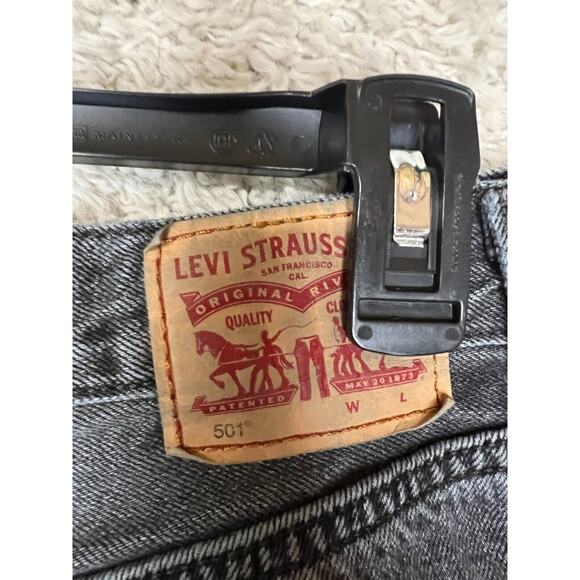 LEVI STRAUSS
SAN FRANCISCO
CAL.
ORIGINAL
QUALITY
MAY 20 1873
PATENTED
W L
501®